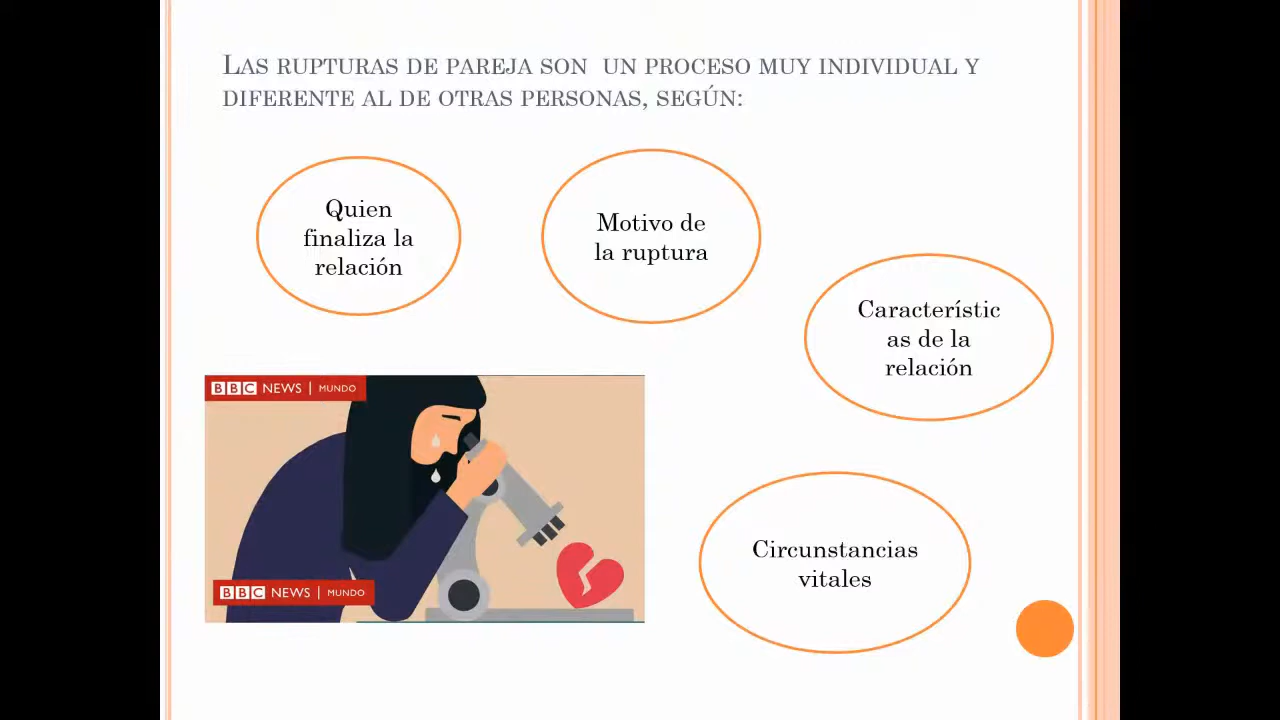 Las rupturas de pareja son un proceso muy individual y
diferente al de otras personas, según:
Quien
finaliza la
relación
Motivo de
la ruptura
Característic
as de la
relación
BBC NEWS | MUNDO
Circunstancias
vitales
BBC NEWS | MUNDO